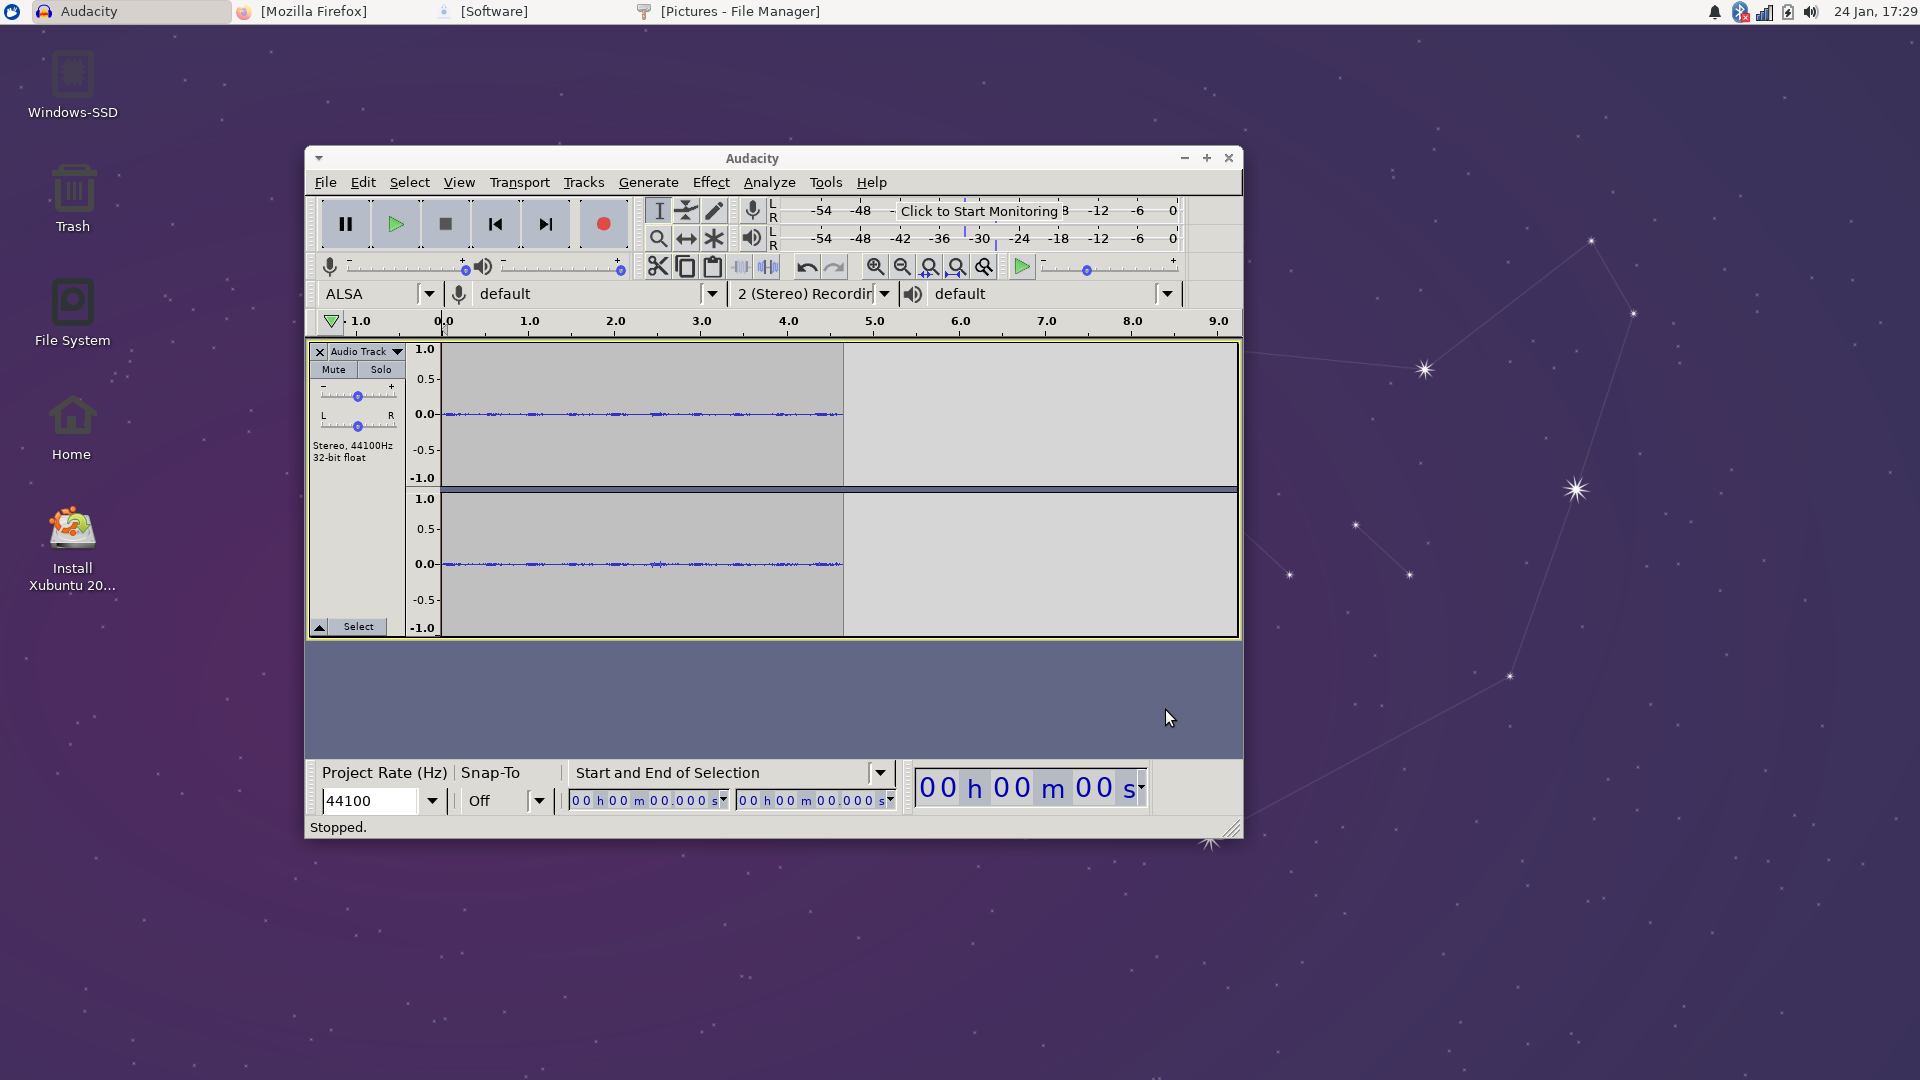 Audacity
[Mozilla Firefox]
[Software]
[Pictures - File Manager]
24 Jan, 17:29
Windows-SSD
Trash
File System
Home
Install
Xubuntu 20...
Audacity
File Edit Select View Transport Tracks Generate Effect Analyze Tools Help
L
R
-54 -48 Click to Start Monitoring -12 -6 0
L
R
-54 -48 -42 -36 -30 -24 -18 -12 -6 0
ALSA default 2 (Stereo) Recordin default
1.0 0.0 1.0 2.0 3.0 4.0 5.0 6.0 7.0 8.0 9.0
Audio Track
Mute Solo
L R
Stereo, 44100Hz
32-bit float
Select
1.0
0.5
0.0
-0.5
-1.0
1.0
0.5
0.0
-0.5
-1.0
Project Rate (Hz) Snap-To Start and End of Selection
44100 Off 00 h 00 m 00.000 s 00 h 00 m 00.000 s
00 h 00 m 00 s
Stopped.